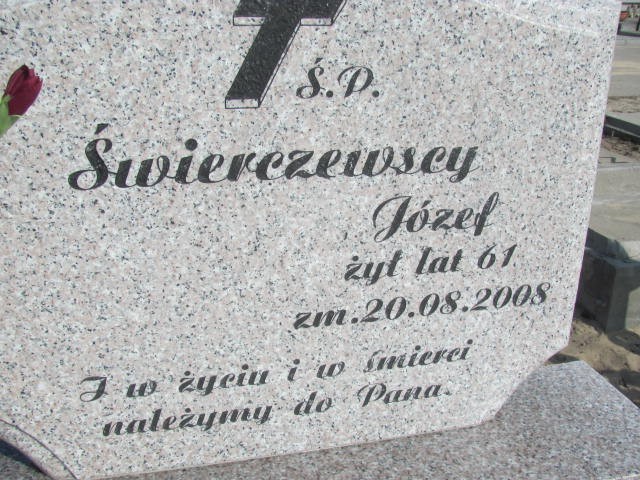 Ś.P.
Świerczewscy
Józef
żył lat 61
zm.20.08.2008
I w życiu i w śmierci
należymy do Pana.